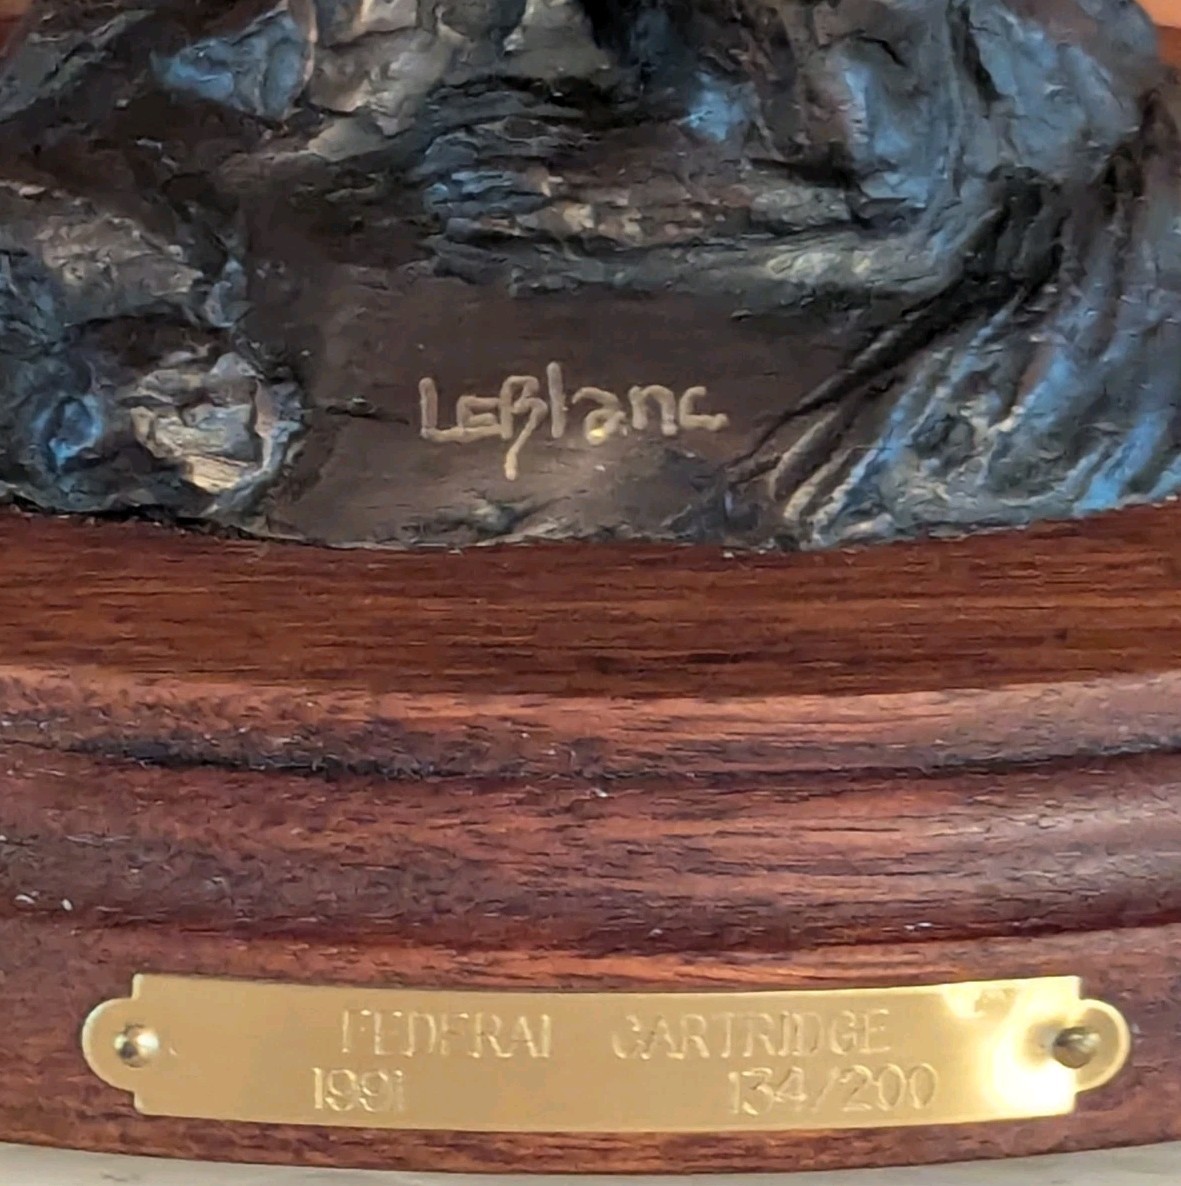 LeBlanc
FEDERAL CARTRIDGE
1991 134/200